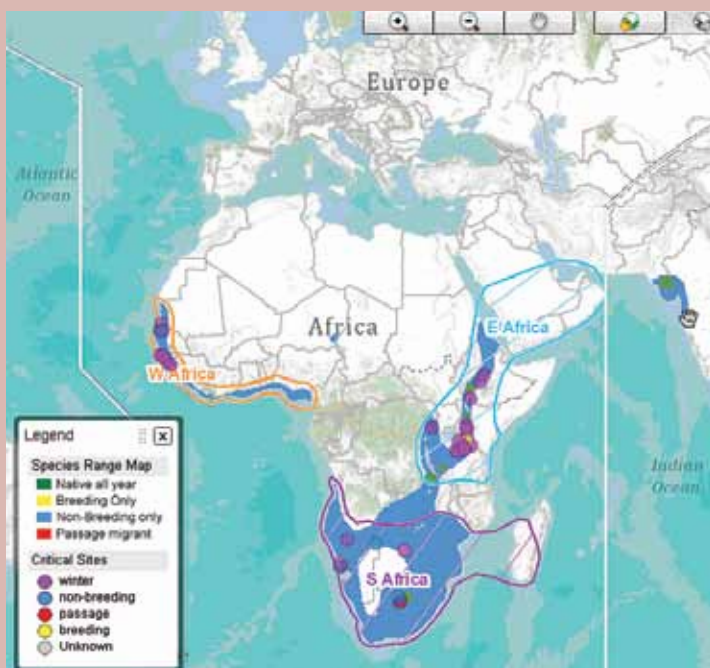 Europe
Atlantic
Ocean
Africa
E Africa
W Africa
Legend
x
Species Range Map
Native all year
Breeding Only
Non-Breeding only
Passage migrant
Indian
Ocean
Critical Sites
winter
non-breeding
passage
breeding
Unknown
S Africa